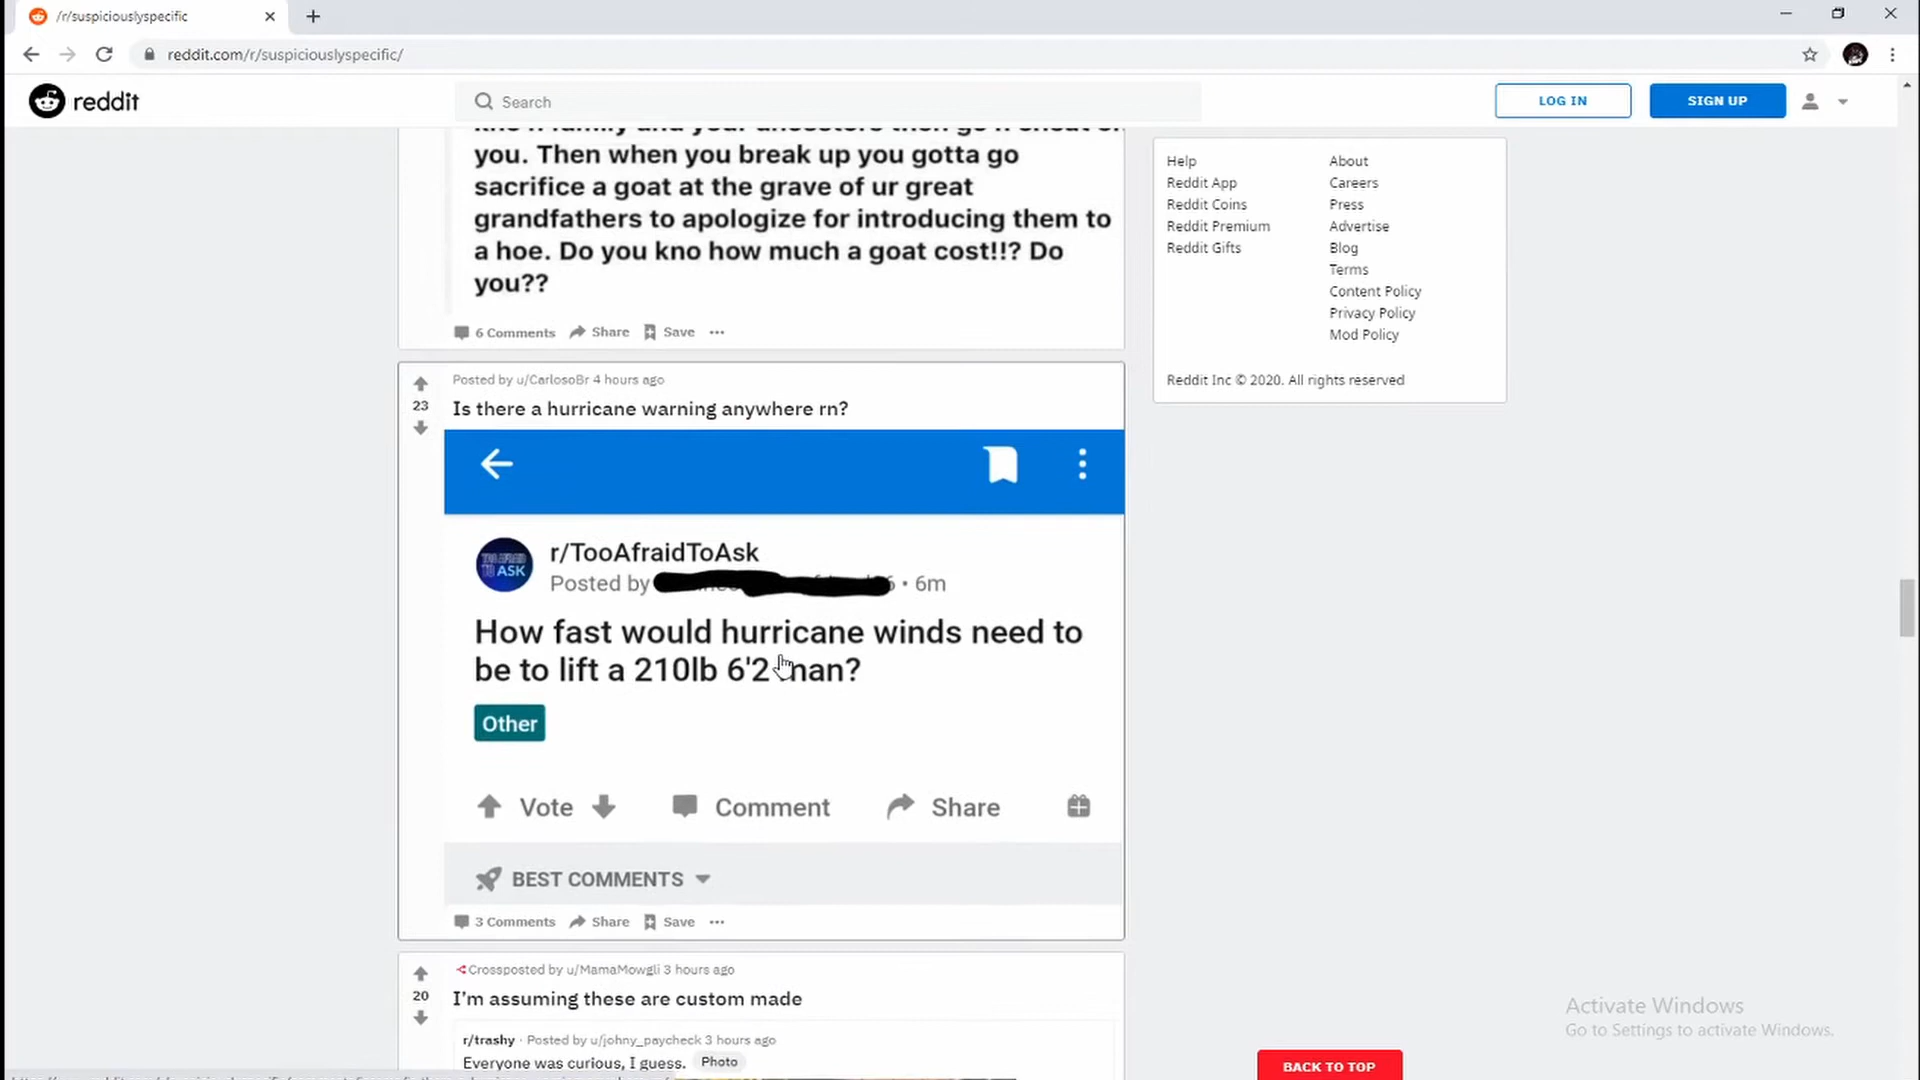 /r/suspiciouslyspecific
reddit.com/r/suspiciouslyspecific/
reddit
Search
LOG IN
SIGN UP
you. Then when you break up you gotta go
sacrifice a goat at the grave of ur great
grandfathers to apologize for introducing them to
a hoe. Do you kno how much a goat cost!!? Do
you??
6 Comments Share Save
Help
Reddit App
Reddit Coins
Reddit Premium
Reddit Gifts
About
Careers
Press
Advertise
Blog
Terms
Content Policy
Privacy Policy
Mod Policy
Reddit Inc © 2020. All rights reserved
Posted by u/CarlosoBr 4 hours ago
23
Is there a hurricane warning anywhere rn?
TOO AFRAID
TO ASK
r/TooAfraidToAsk
Posted by 6 • 6m
How fast would hurricane winds need to
be to lift a 210lb 6'2 man?
Other
Vote Comment Share
BEST COMMENTS
3 Comments Share Save
Crossposted by u/MamaMowgli 3 hours ago
20
I'm assuming these are custom made
r/trashy · Posted by u/johny_paycheck 3 hours ago
Everyone was curious, I guess. Photo
Activate Windows
Go to Settings to activate Windows.
BACK TO TOP